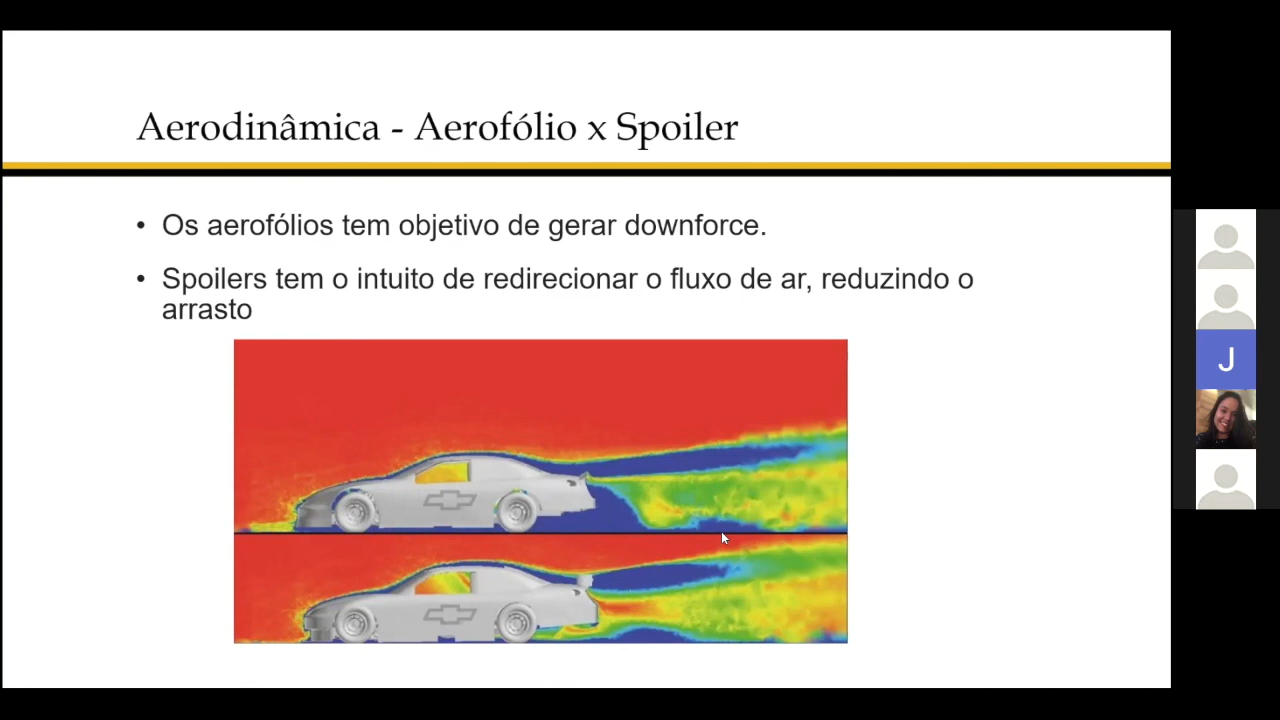 Aerodinâmica - Aerofólio x Spoiler
• Os aerofólios tem objetivo de gerar downforce.
• Spoilers tem o intuito de redirecionar o fluxo de ar, reduzindo o
arrasto
J